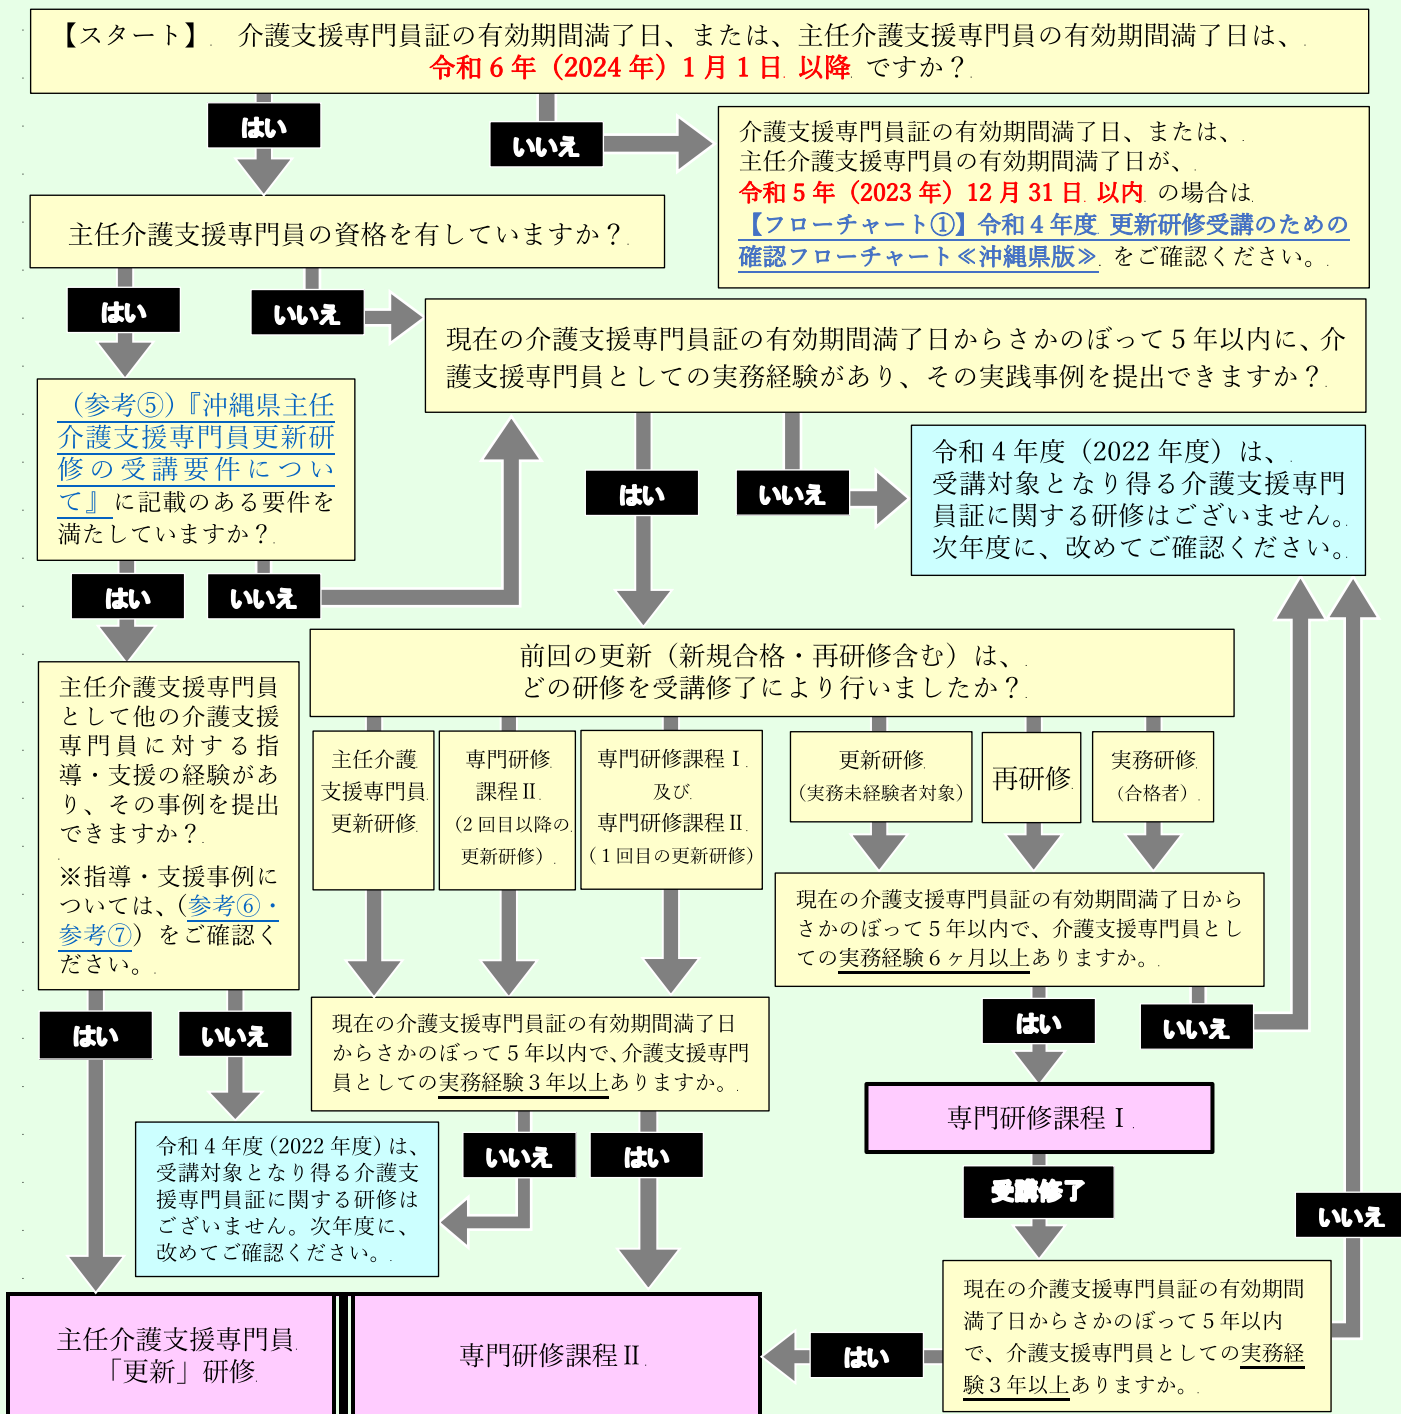 【スタート】 介護支援専門員証の有効期間満了日、または、主任介護支援専門員の有効期間満了日は、
令和６年（2024年）１月１日 以降 ですか？
はい
いいえ
介護支援専門員証の有効期間満了日、または、
主任介護支援専門員の有効期間満了日が、
令和５年（2023年）12月31日 以内 の場合は
【フローチャート①】令和４年度 更新研修受講のための
確認フローチャート≪沖縄県版≫ をご確認ください。
主任介護支援専門員の資格を有していますか？
はい
いいえ
現在の介護支援専門員証の有効期間満了日からさかのぼって５年以内に、介
護支援専門員としての実務経験があり、その実践事例を提出できますか？
（参考⑤）『沖縄県主任
介護支援専門員更新研
修の受講要件につい
て』に記載のある要件を
満たしていますか？
はい
いいえ
はい
いいえ
令和４年度（2022年度）は、
受講対象となり得る介護支援専門
員証に関する研修はございません。
次年度に、改めてご確認ください。
前回の更新（新規合格・再研修含む）は、
どの研修を受講修了により行いましたか？
主任介護支援専門員
として他の介護支援
専門員に対する指
導・支援の経験があ
り、その事例を提出
できますか？
※指導・支援事例に
ついては、（参考⑥・
参考⑦）をご確認く
ださい。
主任介護
支援専門員
更新研修
専門研修
課程Ⅱ
（２回目以降の
更新研修）
専門研修課程Ⅰ
及び
専門研修課程Ⅱ
（１回目の更新研修）
更新研修
（実務未経験者対象）
再研修
実務研修
（合格者）
現在の介護支援専門員証の有効期間満了日から
さかのぼって５年以内で、介護支援専門員とし
ての実務経験６ヶ月以上ありますか。
はい
いいえ
現在の介護支援専門員証の有効期間満了日
からさかのぼって５年以内で、介護支援専門
員としての実務経験３年以上ありますか。
はい
いいえ
専門研修課程Ⅰ
令和４年度（2022年度）は、
受講対象となり得る介護支
援専門員証に関する研修は
ございません。次年度に、
改めてご確認ください。
いいえ
はい
受講修了
いいえ
現在の介護支援専門員証の有効期間
満了日からさかのぼって５年以内
で、介護支援専門員としての実務経
験３年以上ありますか。
はい
主任介護支援専門員
「更新」研修
専門研修課程Ⅱ